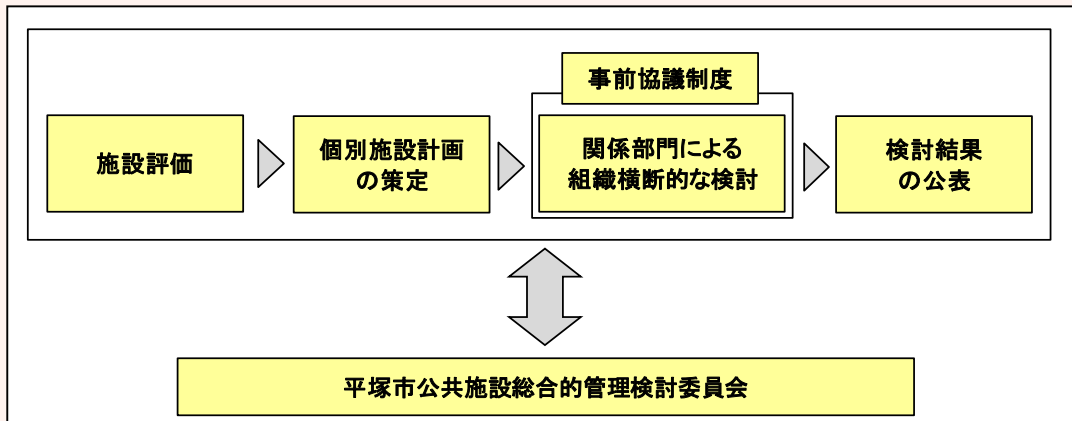 事前協議制度
施設評価
個別施設計画
の策定
関係部門による
組織横断的な検討
検討結果
の公表
平塚市公共施設総合的管理検討委員会